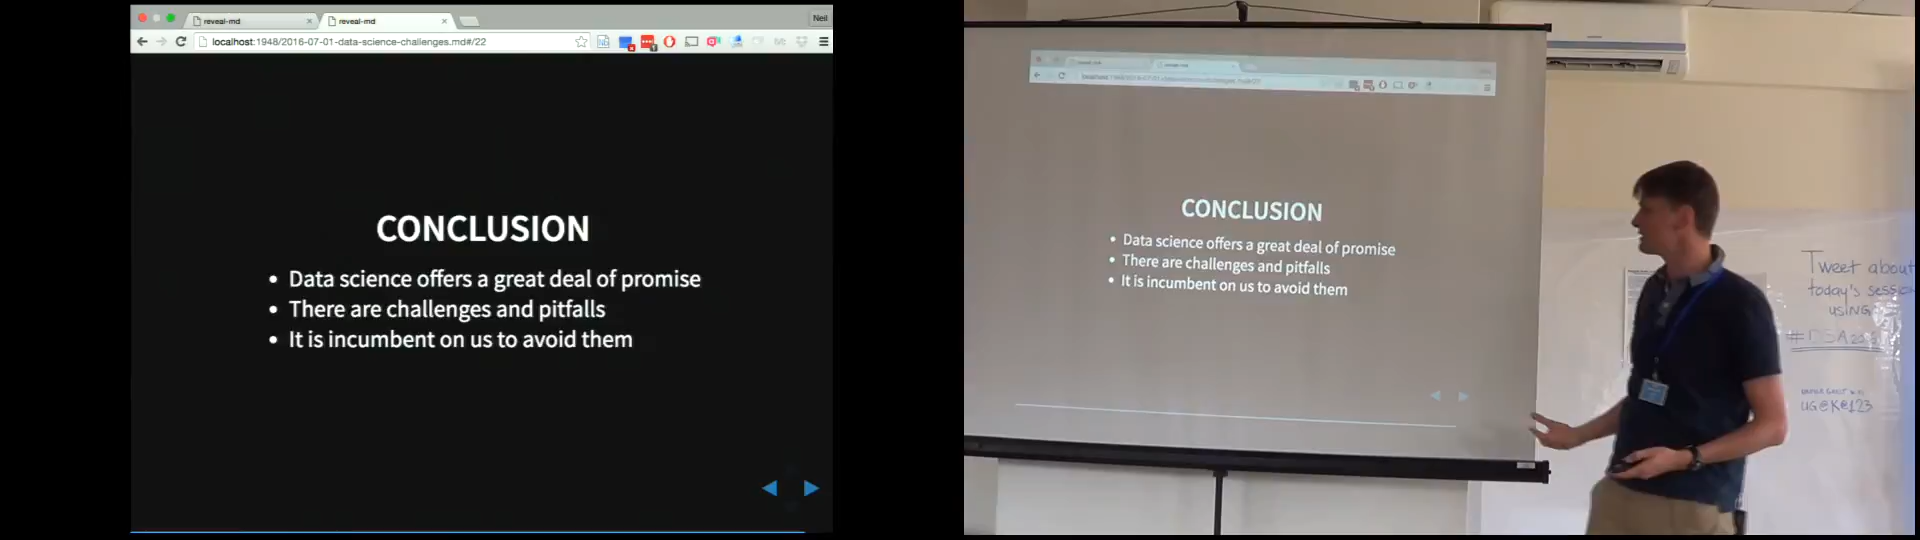 reveal-md
reveal-md
Neil
localhost:1948/2016-07-01-data-science-challenges.md#/22
CONCLUSION
• Data science offers a great deal of promise
• There are challenges and pitfalls
• It is incumbent on us to avoid them
CONCLUSION
• Data science offers a great deal of promise
• There are challenges and pitfalls
• It is incumbent on us to avoid them
Tweet about
today's session
USING